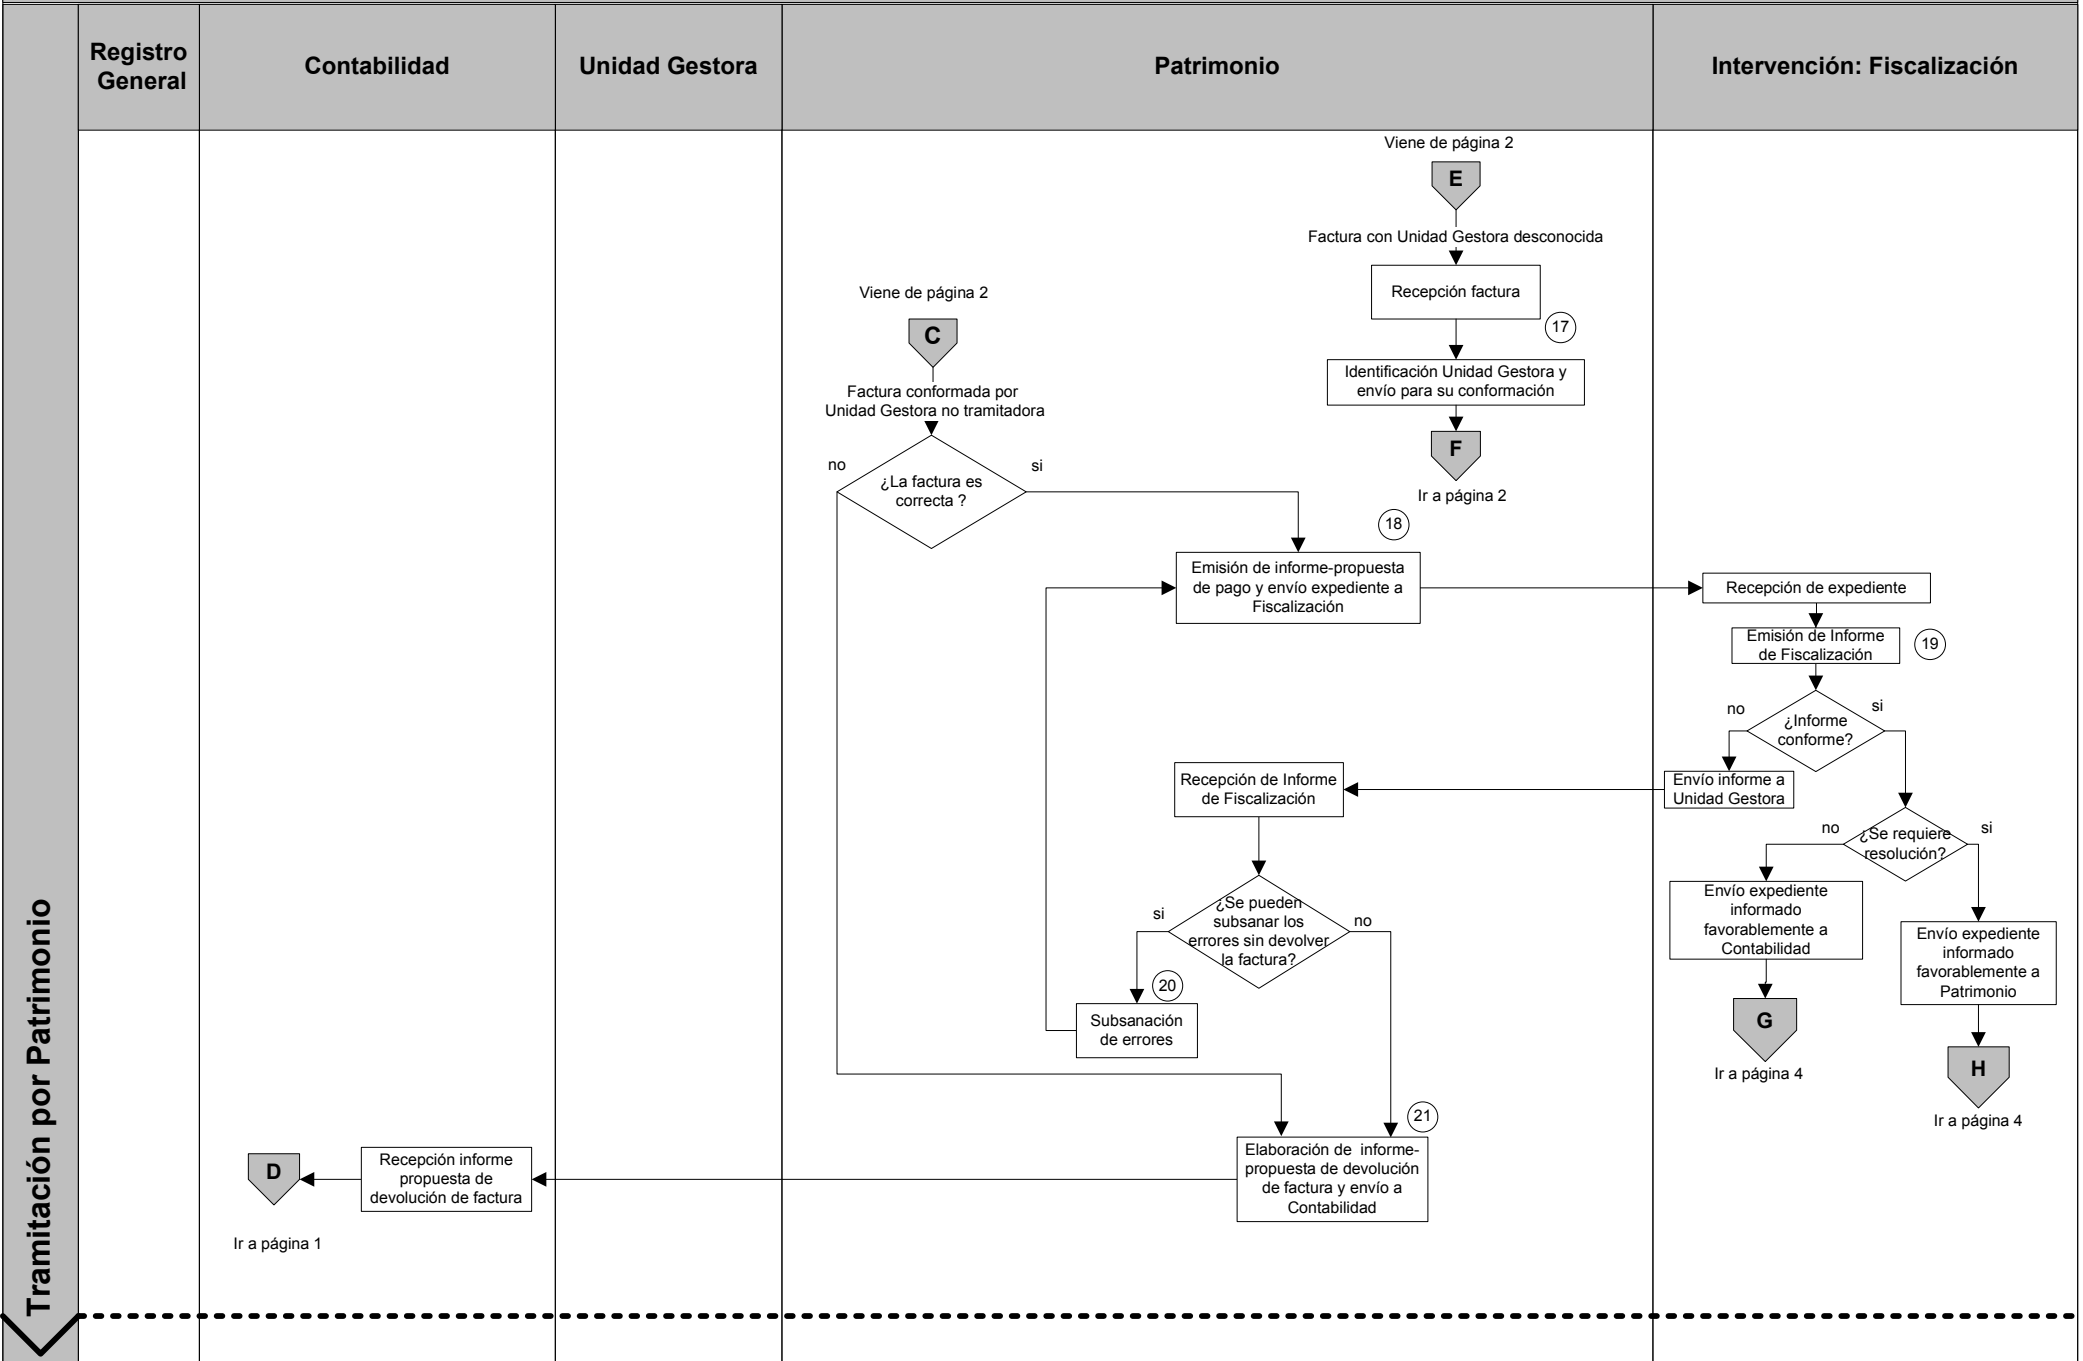 Registro
General
Contabilidad
Unidad Gestora
Patrimonio
Intervención: Fiscalización
Tramitación por Patrimonio
Viene de página 2
E
Factura con Unidad Gestora desconocida
Recepción factura
17
Identificación Unidad Gestora y
envío para su conformación
F
Ir a página 2
Viene de página 2
C
Factura conformada por
Unidad Gestora no tramitadora
no
si
¿La factura es
correcta ?
18
Emisión de informe-propuesta
de pago y envío expediente a
Fiscalización
Recepción de expediente
Emisión de Informe
de Fiscalización
19
no
si
¿Informe
conforme?
Envío informe a
Unidad Gestora
Recepción de Informe
de Fiscalización
no
si
¿Se requiere
resolución?
Envío expediente
informado
favorablemente a
Contabilidad
G
Ir a página 4
Envío expediente
informado
favorablemente a
Patrimonio
H
Ir a página 4
si
no
¿Se pueden
subsanar los
errores sin devolver
la factura?
20
Subsanación
de errores
21
Elaboración de informe-
propuesta de devolución
de factura y envío a
Contabilidad
Recepción informe
propuesta de
devolución de factura
D
Ir a página 1